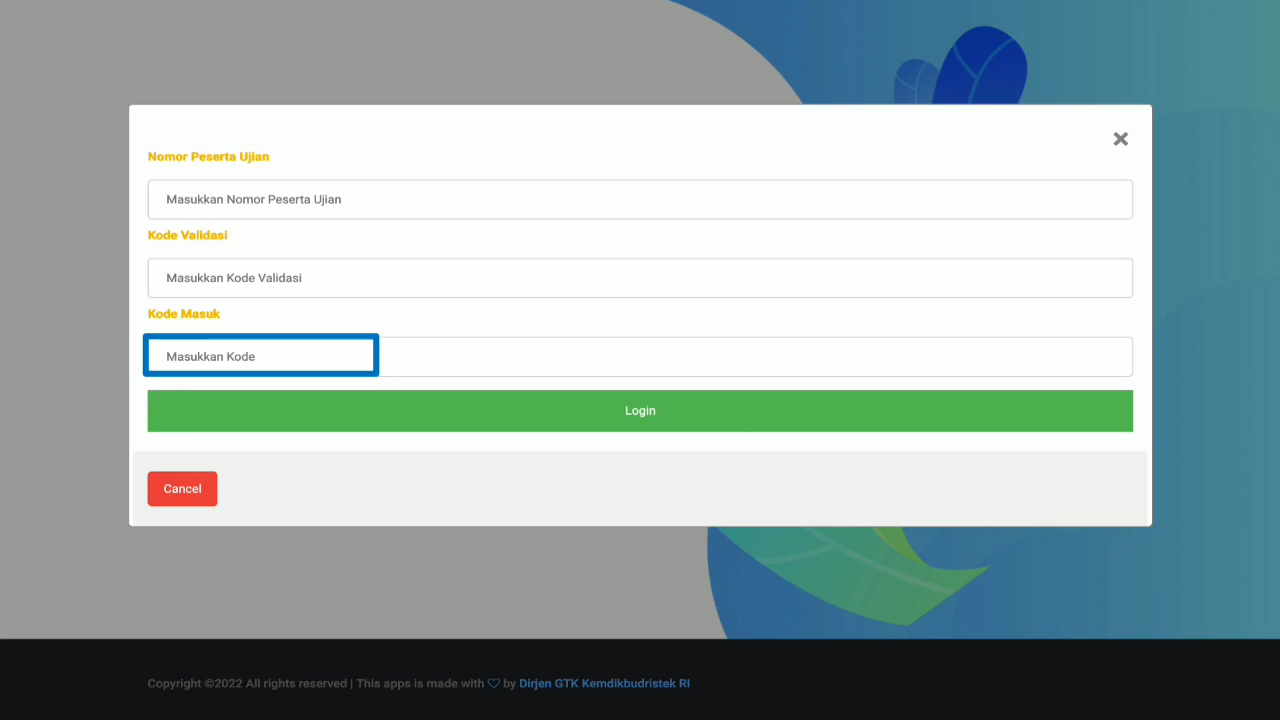 Nomor Peserta Ujian
Masukkan Nomor Peserta Ujian
Kode Validasi
Masukkan Kode Validasi
Kode Masuk
Masukkan Kode
Login
Cancel
Copyright ©2022 All rights reserved | This apps is made with ♡ by Dirjen GTK Kemdikbudristek RI